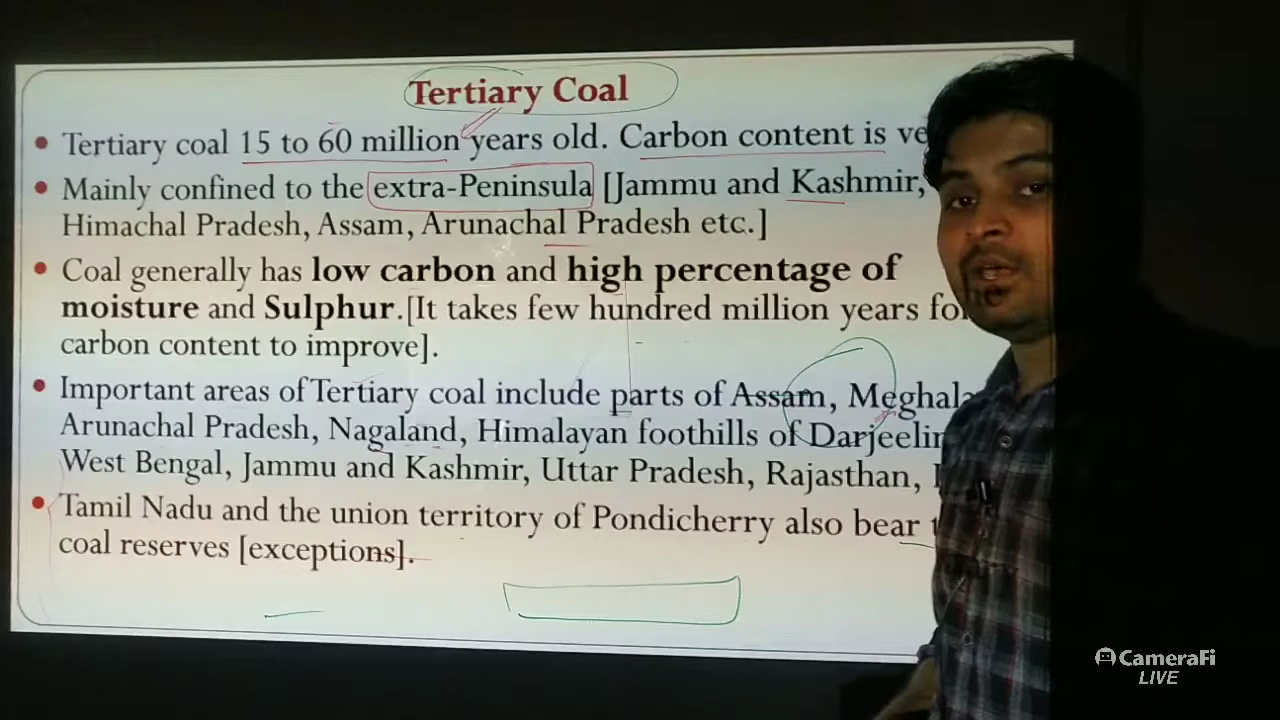 Tertiary Coal
• Tertiary coal 15 to 60 million years old. Carbon content is
• Mainly confined to the extra-Peninsula [Jammu and Kashmir,
Himachal Pradesh, Assam, Arunachal Pradesh etc.]
• Coal generally has low carbon and high percentage of
moisture and Sulphur.[It takes few hundred million years
carbon content to improve].
• Important areas of Tertiary coal include parts of Assam,
Arunachal Pradesh, Nagaland, Himalayan foothills of
West Bengal, Jammu and Kashmir, Uttar Pradesh, Rajasthan,
• Tamil Nadu and the union territory of Pondicherry also bear
coal reserves [exceptions].
CameraFi
LIVE